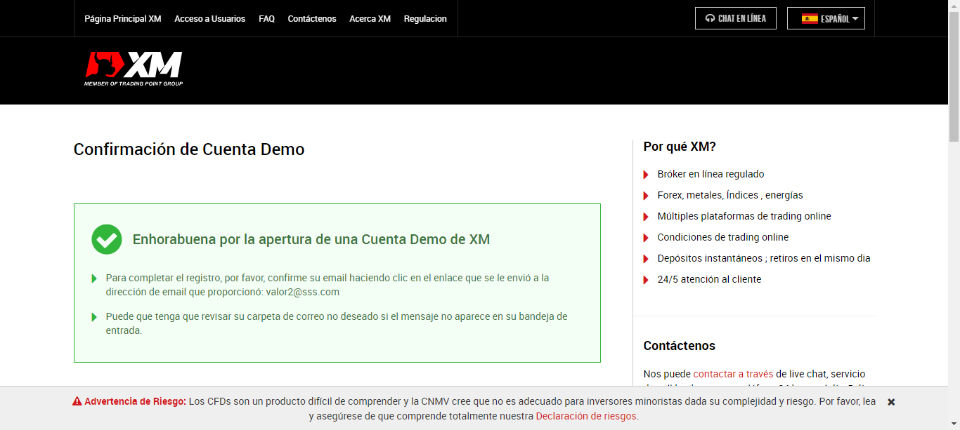 Página Principal XM Acceso a Usuarios FAQ Contáctenos Acerca XM Regulacion
CHAT EN LÍNEA
ESPAÑOL
XM
MEMBER OF TRADING POINT GROUP
Confirmación de Cuenta Demo
Enhorabuena por la apertura de una Cuenta Demo de XM
Para completar el registro, por favor, confirme su email haciendo clic en el enlace que se le envió a la
dirección de email que proporcionó: valor2@sss.com
Puede que tenga que revisar su carpeta de correo no deseado si el mensaje no aparece en su bandeja de
entrada.
Por qué XM?
Bróker en línea regulado
Forex, metales, Índices , energías
Múltiples plataformas de trading online
Condiciones de trading online
Depósitos instantáneos ; retiros en el mismo dia
24/5 atención al cliente
Contáctenos
Nos puede contactar a través de live chat, servicio
Advertencia de Riesgo: Los CFDs son un producto difícil de comprender y la CNMV cree que no es adecuado para inversores minoristas dada su complejidad y riesgo. Por favor, lea
y asegúrese de que comprende totalmente nuestra Declaración de riesgos.